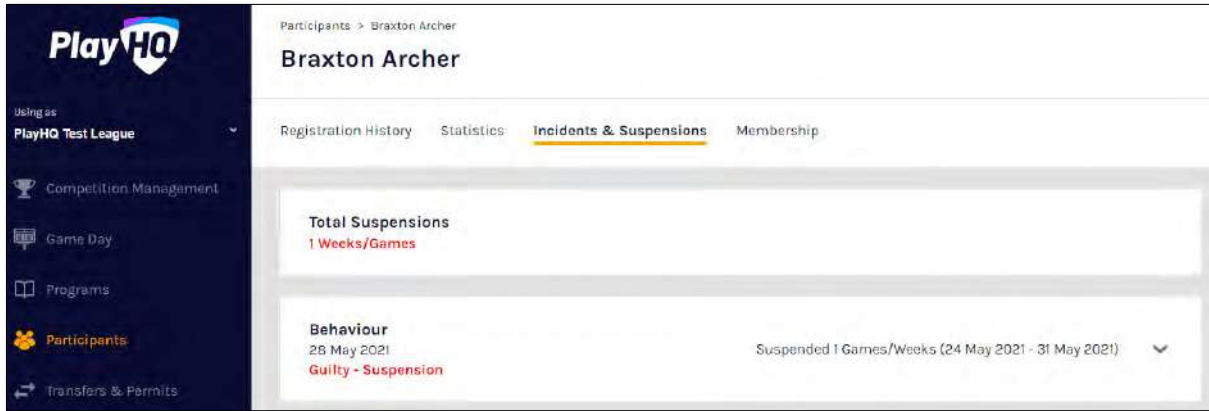 PlayHQ
Using as
PlayHQ Test League
Competition Management
Game Day
Programs
Participants
Transfers & Permits
Participants > Braxton Archer
Braxton Archer
Registration History Statistics Incidents & Suspensions Membership
Total Suspensions
1 Weeks/Games
Behaviour
28 May 2021
Guilty - Suspension
Suspended 1 Games/Weeks (24 May 2021 - 31 May 2021)